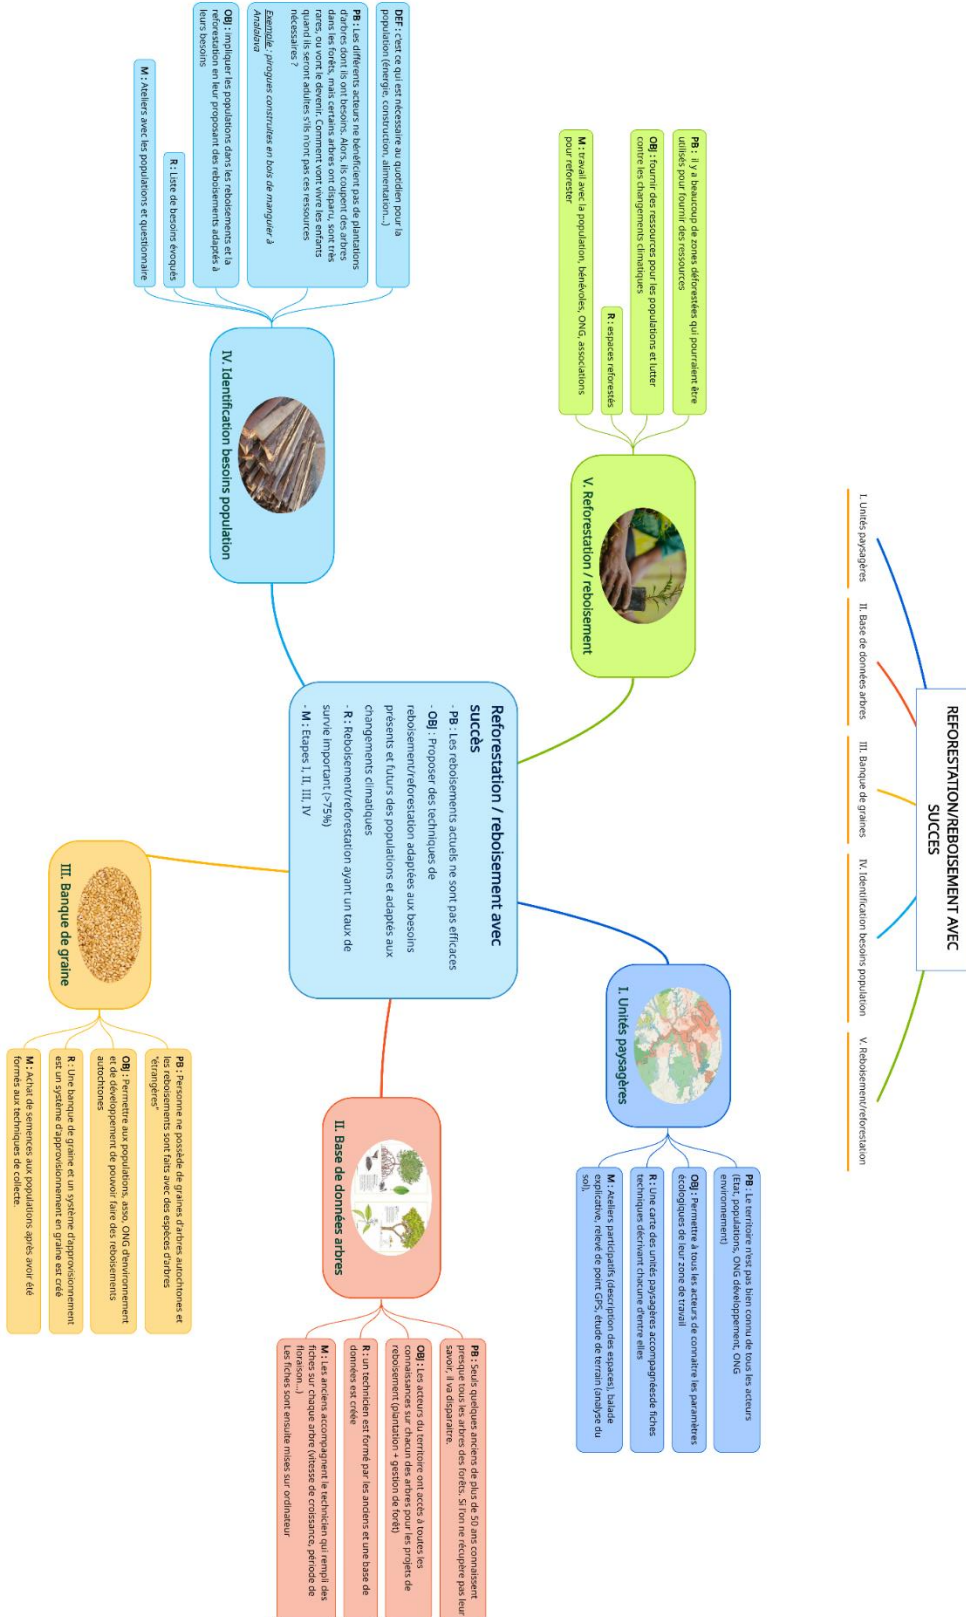 REFORESTATION/REBOISEMENT AVEC
SUCCES
I. Unités paysagères
II. Base de données arbres
III. Banque de graines
IV. Identification besoins population
V. Reboisement/reforestation
Reforestation / reboisement avec
succès
- PB : Les reboisements actuels ne sont pas efficaces
- OBJ : Proposer des techniques de
reboisement/reforestation adaptées aux besoins
présents et futurs des populations et adaptés aux
changements climatiques
- R : Reboisement/reforestation ayant un taux de
survie important (>75%)
- M : Etapes I, II, III, IV
I. Unités paysagères
PB : Le territoire n'est pas bien connu de tous les acteurs
(Etat, populations, ONG développement, ONG
environnement)
OBJ : Permettre à tous les acteurs de connaître les paramètres
écologiques de leur zone de travail
R : Une carte des unités paysagères accompagnéesde fiches
techniques décrivant chacune d'entre elles
M : Ateliers participatifs (description des espaces), balade
explicative, relevé de point GPS, étude de terrain (analyse du
sol),
II. Base de données arbres
PB : Seuls quelques anciens de plus de 50 ans connaissent
presque tous les arbres des forêts. Si l'on ne récupère pas leur
savoir, il va disparaitre.
OBJ : Les acteurs du territoire ont accès à toutes les
connaissances sur chacun des arbres pour les projets de
reboisement (plantation + gestion de forêt)
R : un technicien est formé par les anciens et une base de
données est créée
M : Les anciens accompagnent le technicien qui rempli des
fiches sur chaque arbre (vitesse de croissance, période de
floraison...)
Les fiches sont ensuite mises sur ordinateur
III. Banque de graine
PB : Personne ne possède de graines d'arbres autochtones et
les reboisements sont faits avec des espèces d'arbres
"étrangères"
OBJ : Permettre aux populations, asso, ONG d'environnement
et de développement de pouvoir faire des reboisements
autochtones
R : Une banque de graine et un système d'approvisionnement
est un système d'approvisionnement en graine est créé
M : Achat de semences aux populations après avoir été
formés aux techniques de collecte.
IV. Identification besoins population
DEF : c'est ce qui est nécessaire au quotidien pour la
population (énergie, construction, alimentation...)
PB : Les différents acteurs ne bénéficient pas de plantations
d'arbres dont ils ont besoins. Alors, ils coupent des arbres
dans les forêts, mais certains arbres ont disparu, sont très
rares, ou vont le devenir. Comment vont vivre les enfants
quand ils seront adultes s'ils n'ont pas ces ressources
nécessaires ?
Exemple : pirogues construites en bois de manguier à
Analalava
OBJ : impliquer les populations dans les reboisements et la
reforestation en leur proposant des reboisements adaptés à
leurs besoins
R : Liste de besoins évoqués
M : Ateliers avec les populations et questionnaire
V. Reforestation / reboisement
PB : il y a beaucoup de zones déforestées qui pourraient être
utilisés pour fournir des ressources
OBJ : fournir des ressources pour les populations et lutter
contre les changements climatiques
R : espaces reforestés
M : travail avec la population, bénévoles, ONG, associations
pour reforester